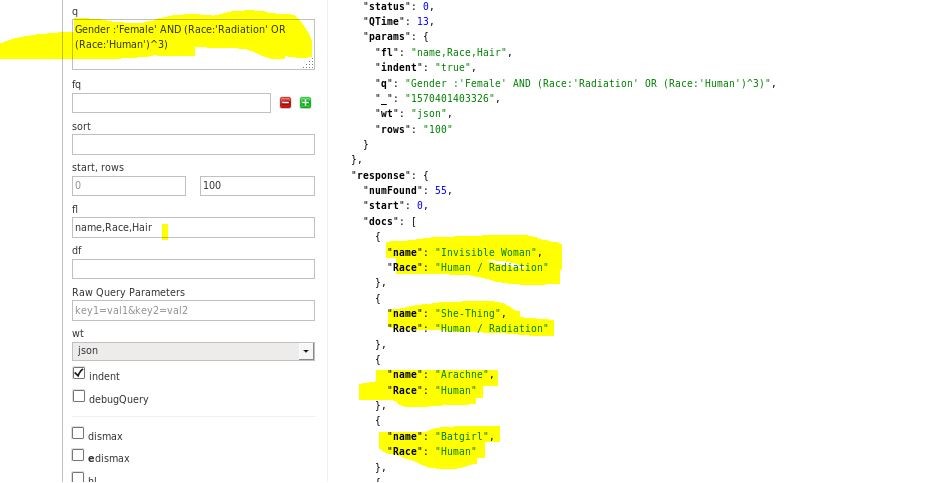 q
Gender :'Female' AND (Race:'Radiation' OR
(Race:'Human')^3)
fq
sort
start, rows
0 100
fl
name,Race,Hair
df
Raw Query Parameters
key1=val1&key2=val2
wt
json
indent
debugQuery
dismax
edismax
hl
"status": 0,
"QTime": 13,
"params": {
"fl": "name,Race,Hair",
"indent": "true",
"q": "Gender :'Female' AND (Race:'Radiation' OR (Race:'Human')^3)",
"_": "1570401403326",
"wt": "json",
"rows": "100"
}
},
"response": {
"numFound": 55,
"start": 0,
"docs": [
{
"name": "Invisible Woman",
"Race": "Human / Radiation"
},
{
"name": "She-Thing",
"Race": "Human / Radiation"
},
{
"name": "Arachne",
"Race": "Human"
},
{
"name": "Batgirl",
"Race": "Human"
},
{